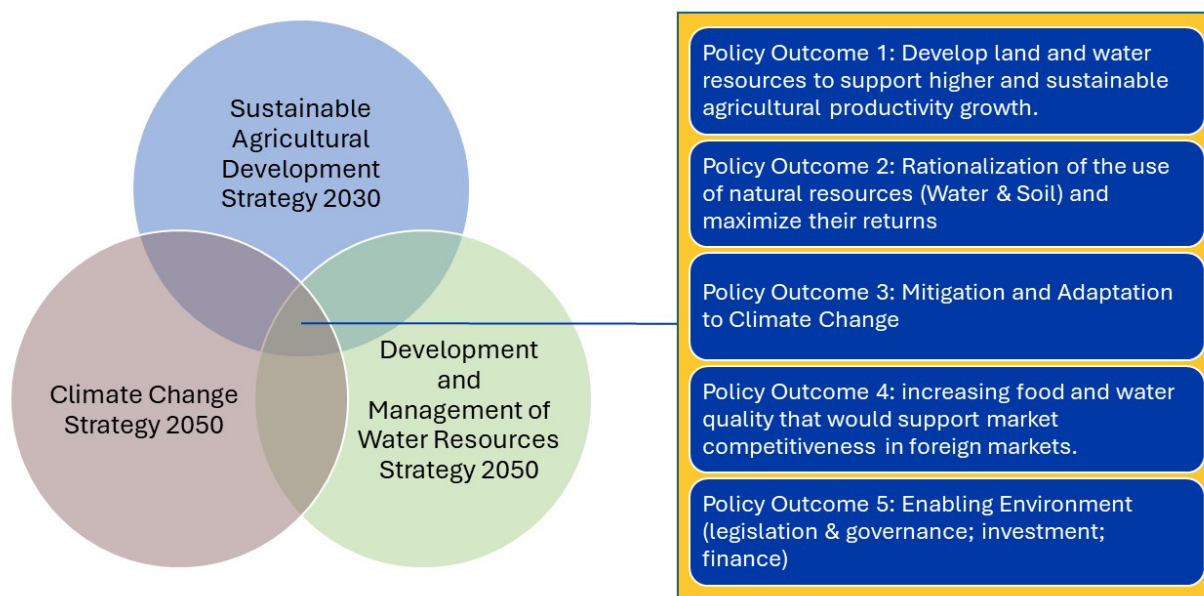 Sustainable
Agricultural
Development
Strategy 2030
Climate Change
Strategy 2050
Development
and
Management of
Water Resources
Strategy 2050
Policy Outcome 1: Develop land and water
resources to support higher and sustainable
agricultural productivity growth.
Policy Outcome 2: Rationalization of the use
of natural resources (Water & Soil) and
maximize their returns
Policy Outcome 3: Mitigation and Adaptation
to Climate Change
Policy Outcome 4: increasing food and water
quality that would support market
competitiveness in foreign markets.
Policy Outcome 5: Enabling Environment
(legislation & governance; investment;
finance)